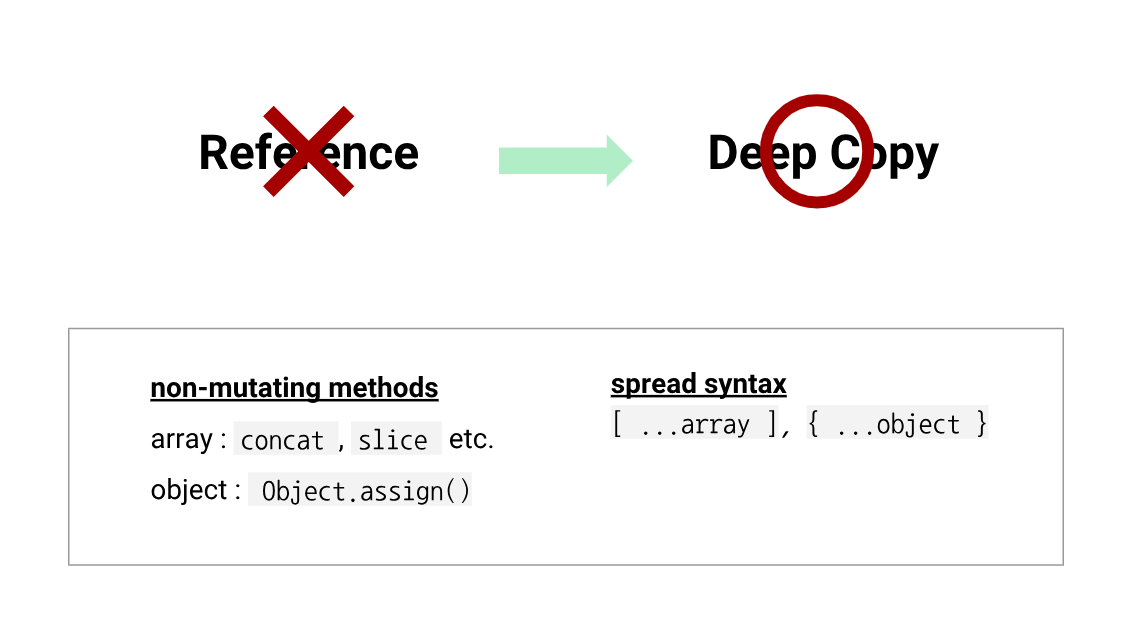 Reference
Deep Copy
non-mutating methods
array : concat , slice etc.
object : Object.assign()
spread syntax
[ ...array ], { ...object }